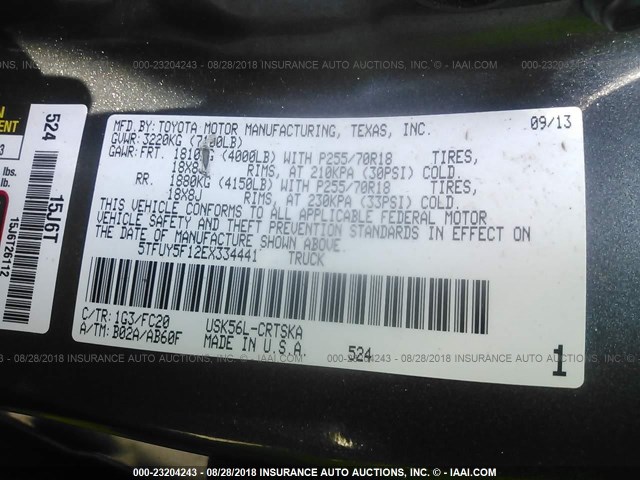 000-23204243 - 08/28/2018 INSURANCE AUTO AUCTIONS, INC. © - IAAI.COM
MFD.BY: TOYOTA MOTOR MANUFACTURING, TEXAS, INC. 09/13
GVWR: 3220KG
GAWR: FRT. (4000LB) WITH P255/70R18 TIRES,
18X8J RIMS, AT 210KPA (30PSI) COLD.
RR. 1880KG (4150LB) WITH P255/70R18 TIRES,
18X8J RIMS, AT 230KPA (33PSI) COLD.
THIS VEHICLE CONFORMS TO ALL APPLICABLE FEDERAL MOTOR
VEHICLE SAFETY AND THEFT PREVENTION STANDARDS IN EFFECT ON
THE DATE OF MANUFACTURE SHOWN ABOVE.
5TFUY5F12EX334441 TRUCK
C/TR: 1G3/FC20 USK56L-CRTSKA
A/TM: B02A/AB60F MADE IN U.S.A. 524 1
lbs.
lbs.
524
15J6T
15J6T26112
000-23204243 - 08/28/2018 INSURANCE AUTO AUCTIONS, INC. © - IAAI.COM
000-23204243 - 08/28/2018 INSURANCE AUTO AUCTIONS, INC. © - IAAI.COM